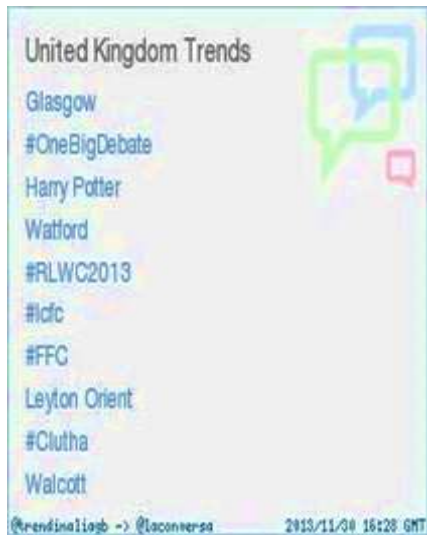 United Kingdom Trends
Glasgow
#OneBigDebate
Harry Potter
Watford
#RLWC2013
#lcfc
#FFC
Leyton Orient
#Clutha
Walcott
@trendinaliagb -> @laconversa 2013/11/30 16:28 GMT